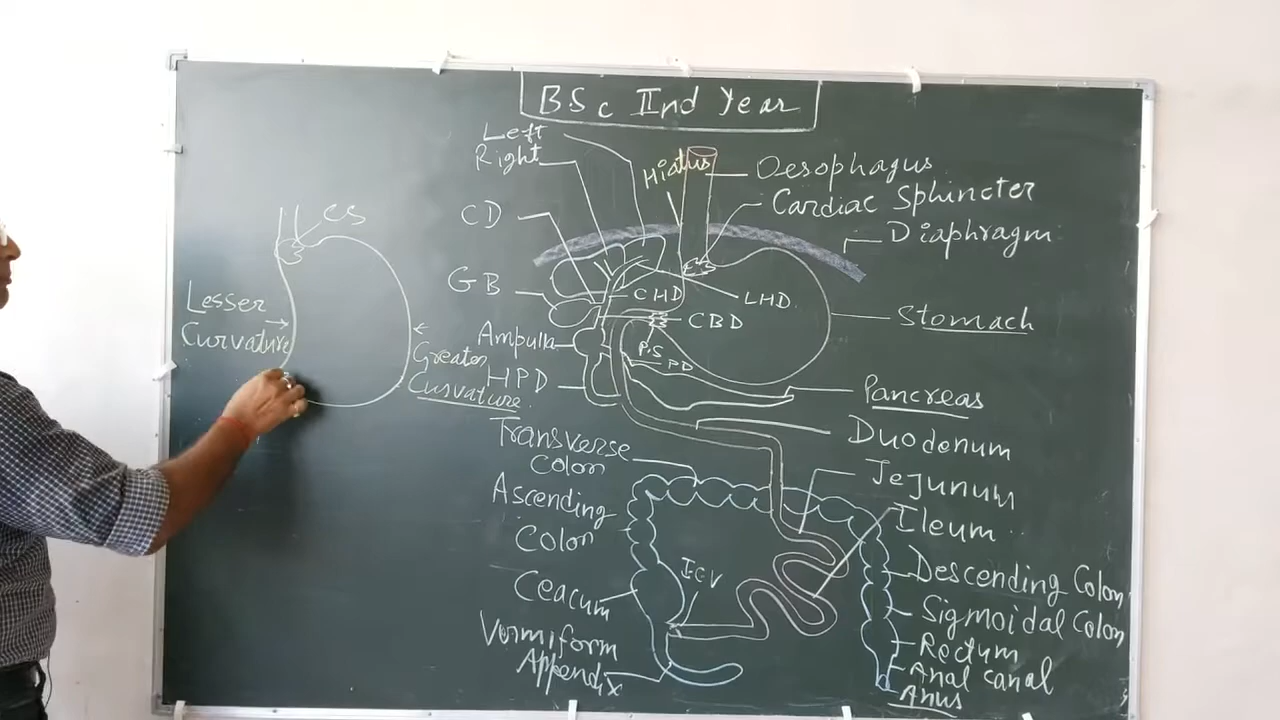 BSc IInd Year
CS
Lesser
Curvature
Greater
Curvature
Left
Right
CD
GB
Ampulla
HPD
Hiatus
CHD
LHD
CBD
P.S
PD
Oesophagus
Cardiac Sphincter
Diaphragm
Stomach
Pancreas
Duodenum
Jejunum
Ileum
Transverse
Colon
Ascending
Colon
Ceacum
Vermiform
Appendix
ICV
Descending Colon
Sigmoidal Colon
Rectum
Anal canal
Anus